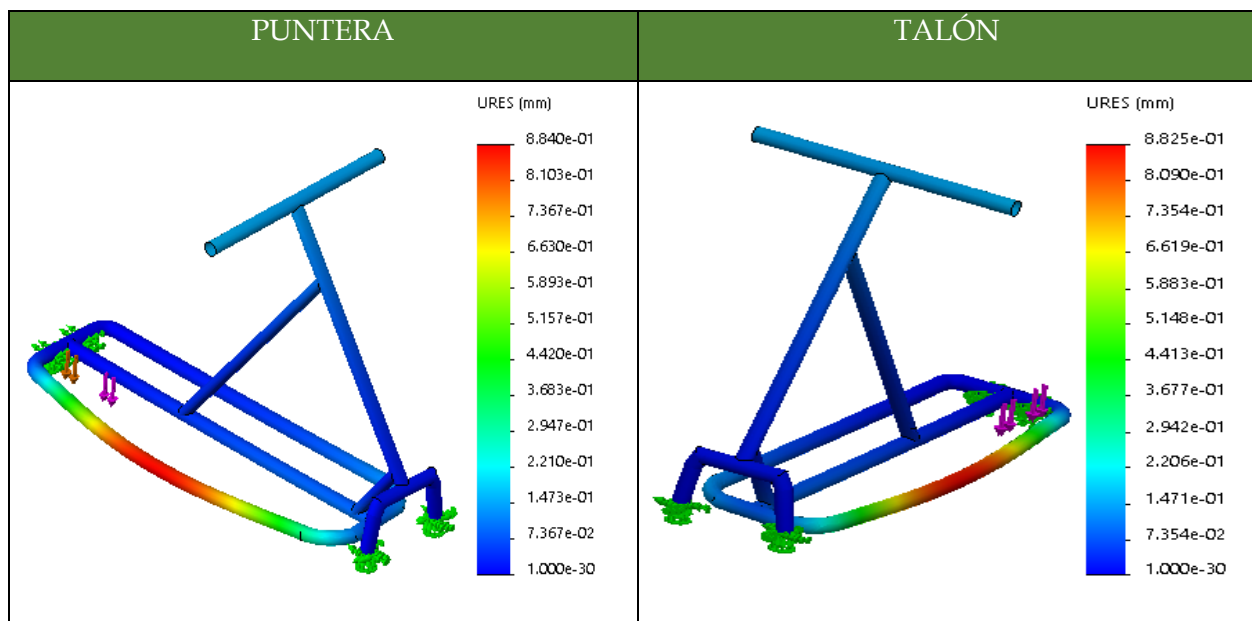 PUNTERA
TALÓN
URES (mm)
8.840e-01
8.103e-01
7.367e-01
6.630e-01
5.893e-01
5.157e-01
4.420e-01
3.683e-01
2.947e-01
2.210e-01
1.473e-01
7.367e-02
1.000e-30
URES (mm)
8.825e-01
8.090e-01
7.354e-01
6.619e-01
5.883e-01
5.148e-01
4.413e-01
3.677e-01
2.942e-01
2.206e-01
1.471e-01
7.354e-02
1.000e-30